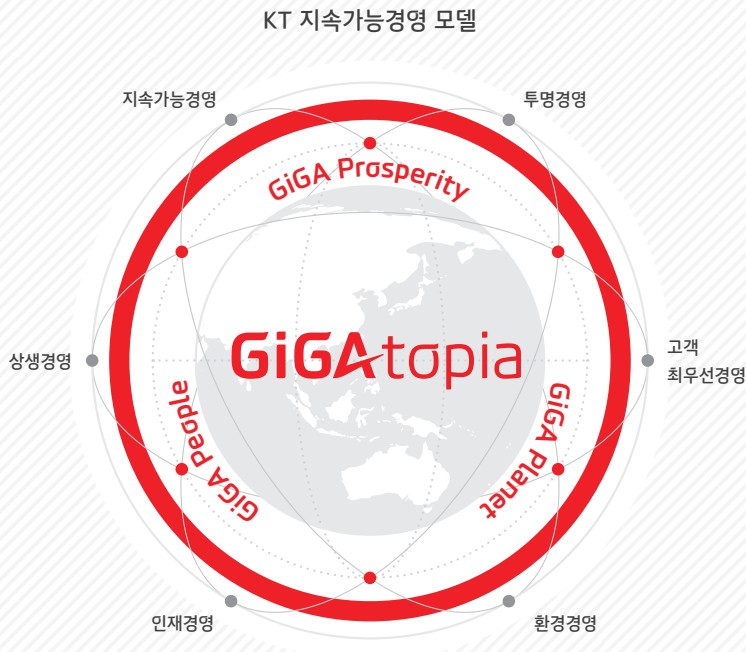 KT 지속가능경영 모델
지속가능경영
투명경영
GiGA Prosperity
상생경영
GiGAtopia
고객
최우선경영
GiGA People
GiGA Planet
인재경영
환경경영